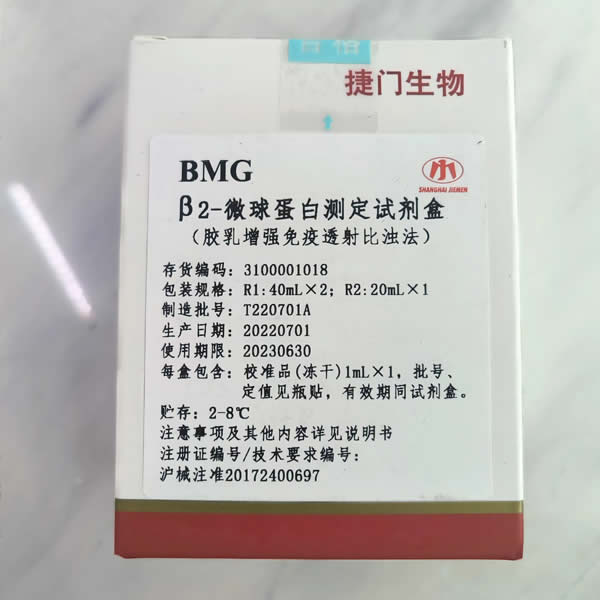 捷门生物
BMG
SHANGHAI JIEMEN
β2-微球蛋白测定试剂盒
(胶乳增强免疫透射比浊法)
存货编码: 3100001018
包装规格: R1:40mL×2; R2:20mL×1
制造批号: T220701A
生产日期: 20220701
使用期限: 20230630
每盒包含: 校准品(冻干)1mL×1, 批号、
定值见瓶贴, 有效期同试剂盒。
贮存: 2-8℃
注意事项及其他内容详见说明书
注册证编号/技术要求编号:
沪械注准20172400697